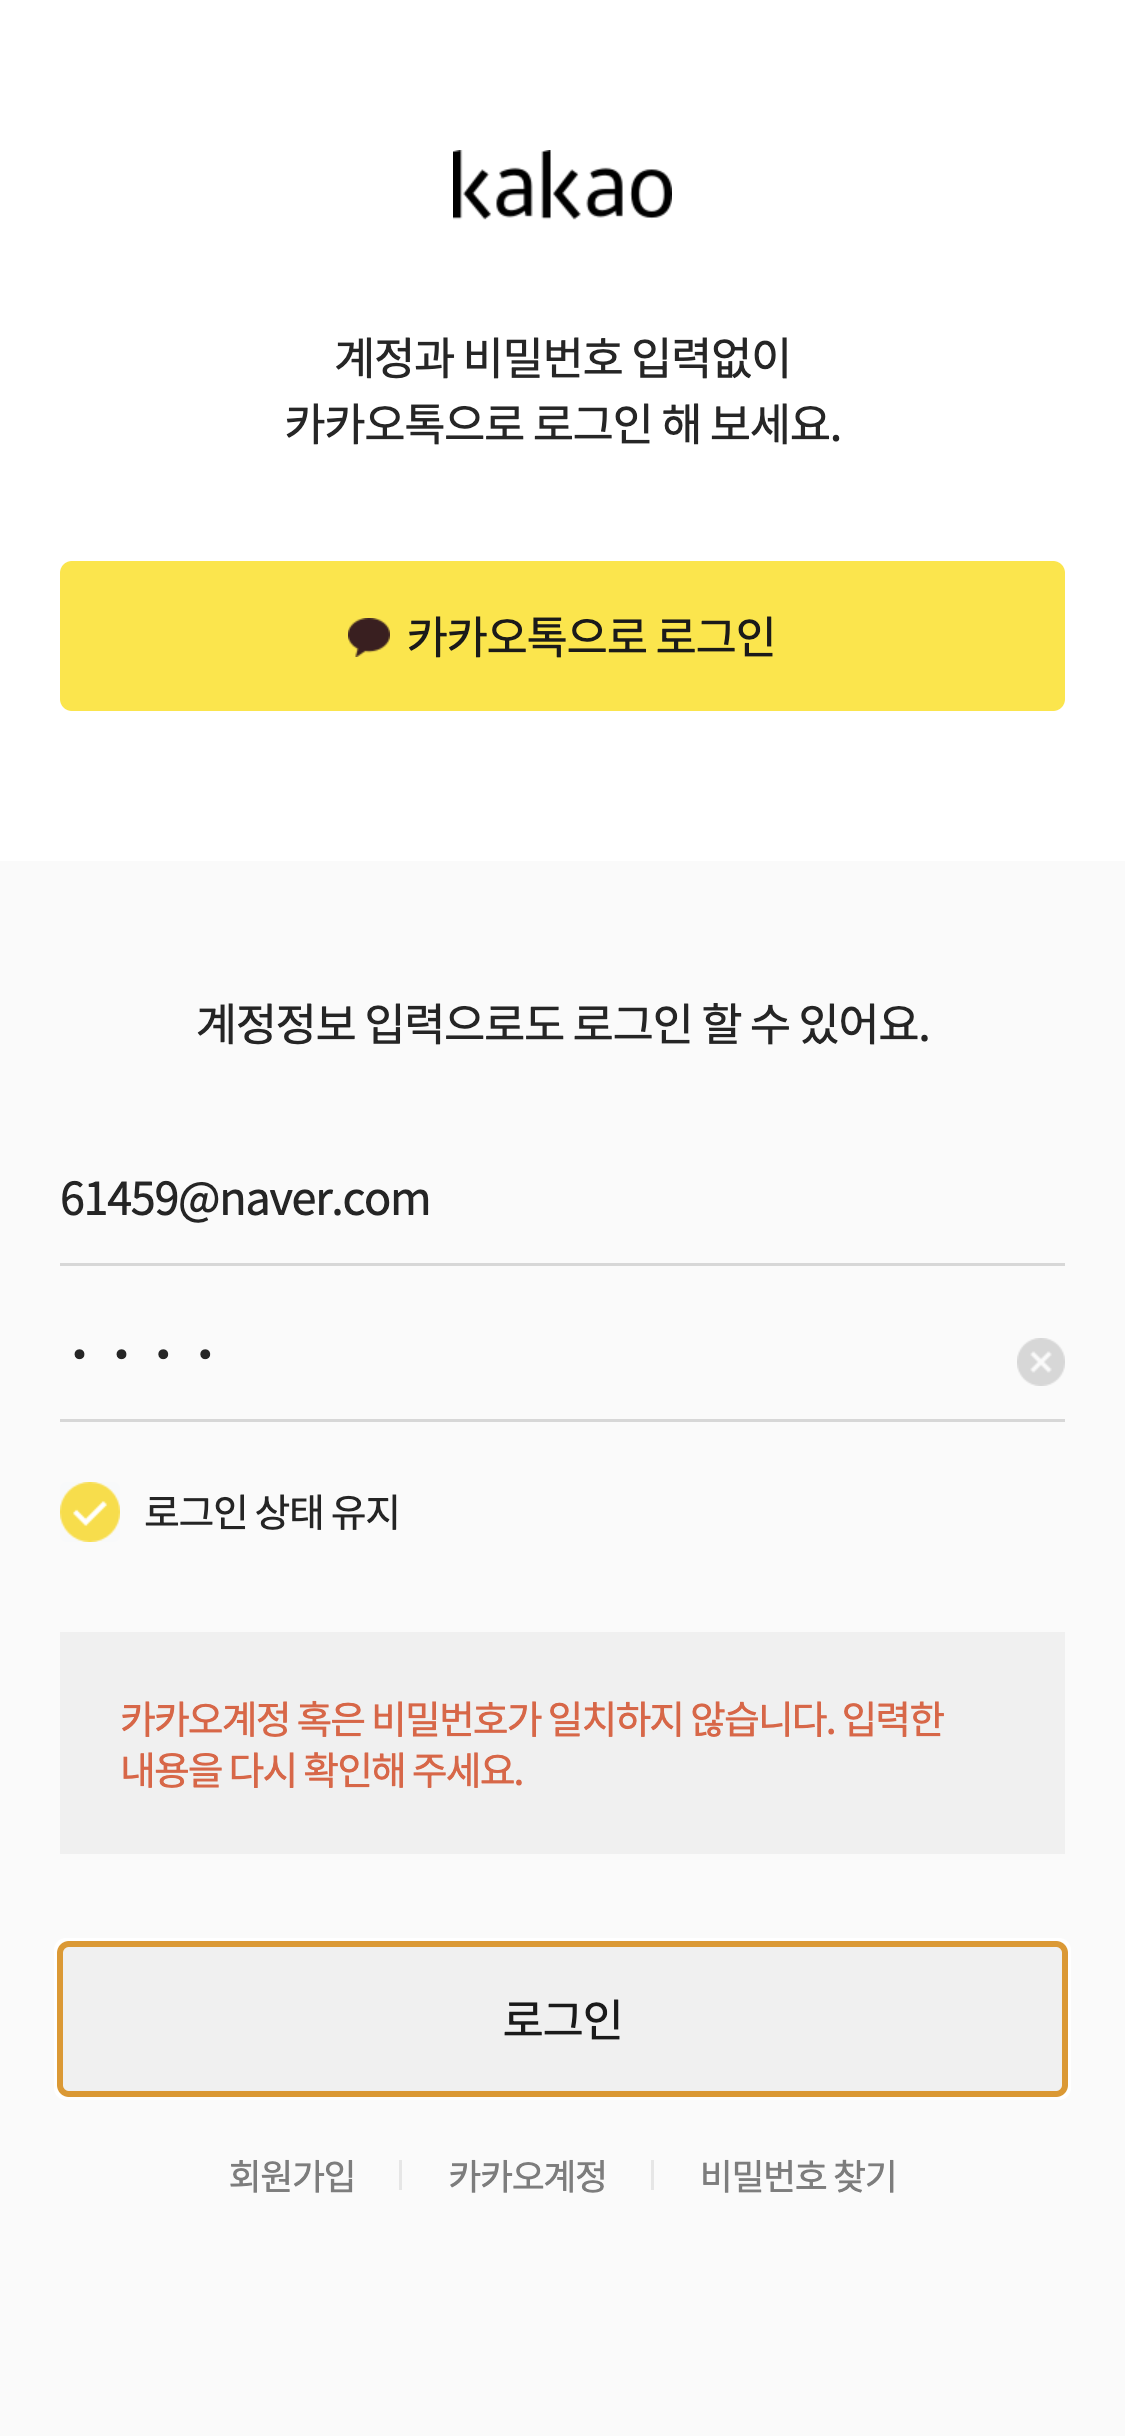 kakao
계정과 비밀번호 입력없이
카카오톡으로 로그인 해 보세요.
카카오톡으로 로그인
계정정보 입력으로도 로그인 할 수 있어요.
61459@naver.com
• • • •
로그인 상태 유지
카카오계정 혹은 비밀번호가 일치하지 않습니다. 입력한
내용을 다시 확인해 주세요.
로그인
회원가입 | 카카오계정 | 비밀번호 찾기